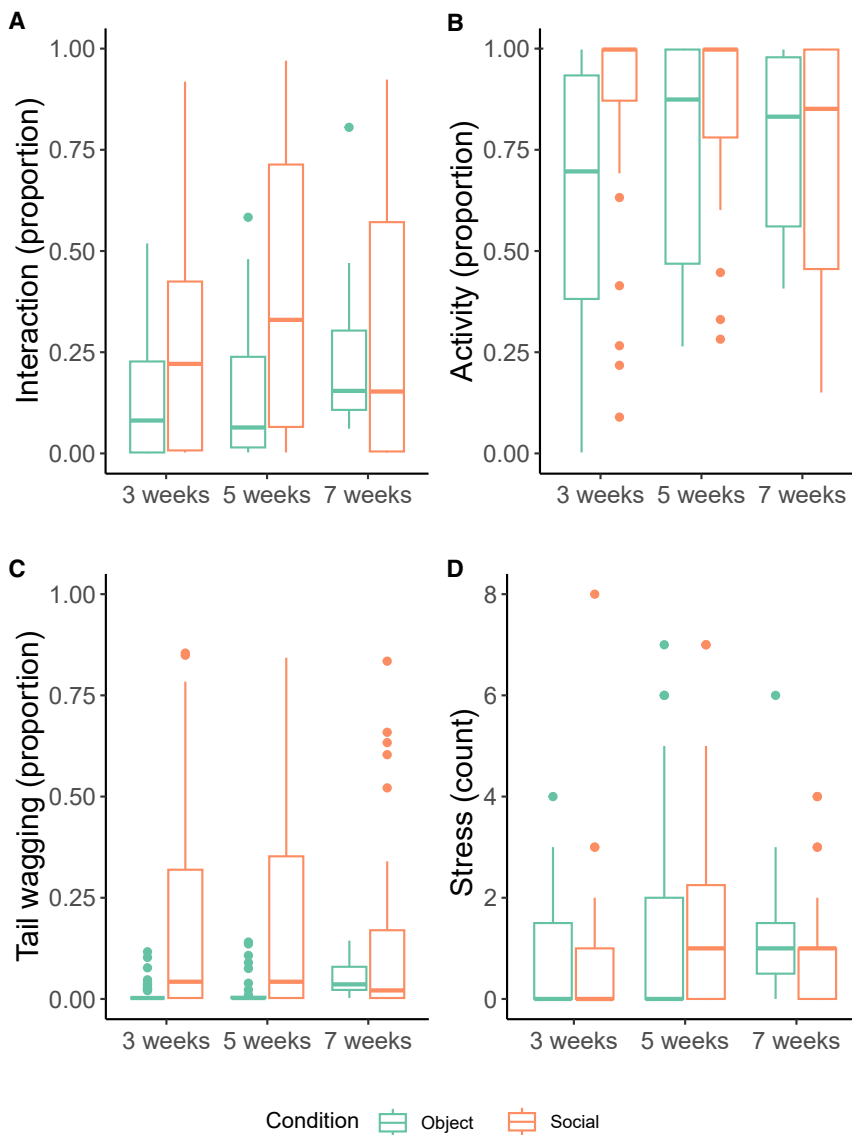 A
Interaction (proportion)
1.00
0.75
0.50
0.25
0.00
3 weeks 5 weeks 7 weeks
B
Activity (proportion)
1.00
0.75
0.50
0.25
0.00
3 weeks 5 weeks 7 weeks
C
Tail wagging (proportion)
1.00
0.75
0.50
0.25
0.00
3 weeks 5 weeks 7 weeks
D
Stress (count)
8
6
4
2
0
3 weeks 5 weeks 7 weeks
Condition Object Social